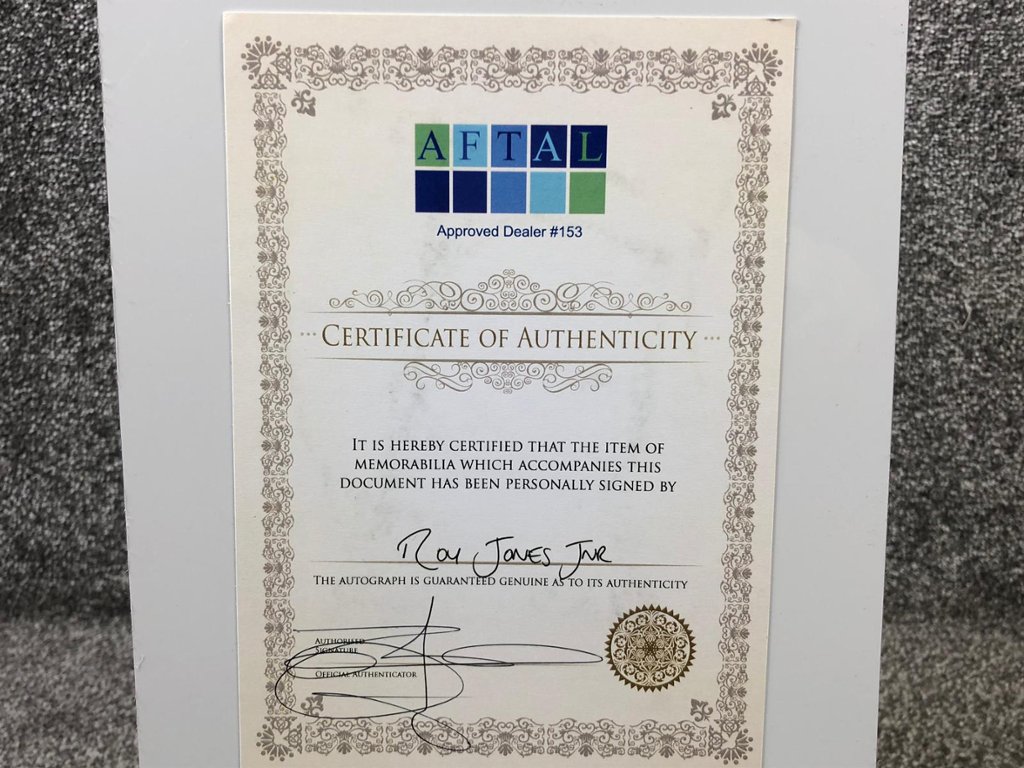 AFTAL
Approved Dealer #153
CERTIFICATE OF AUTHENTICITY
IT IS HEREBY CERTIFIED THAT THE ITEM OF
MEMORABILIA WHICH ACCOMPANIES THIS
DOCUMENT HAS BEEN PERSONALLY SIGNED BY
Roy Jones Jnr
THE AUTOGRAPH IS GUARANTEED GENUINE AS TO ITS AUTHENTICITY
AUTHORISED
SIGNATURE
OFFICIAL AUTHENTICATOR